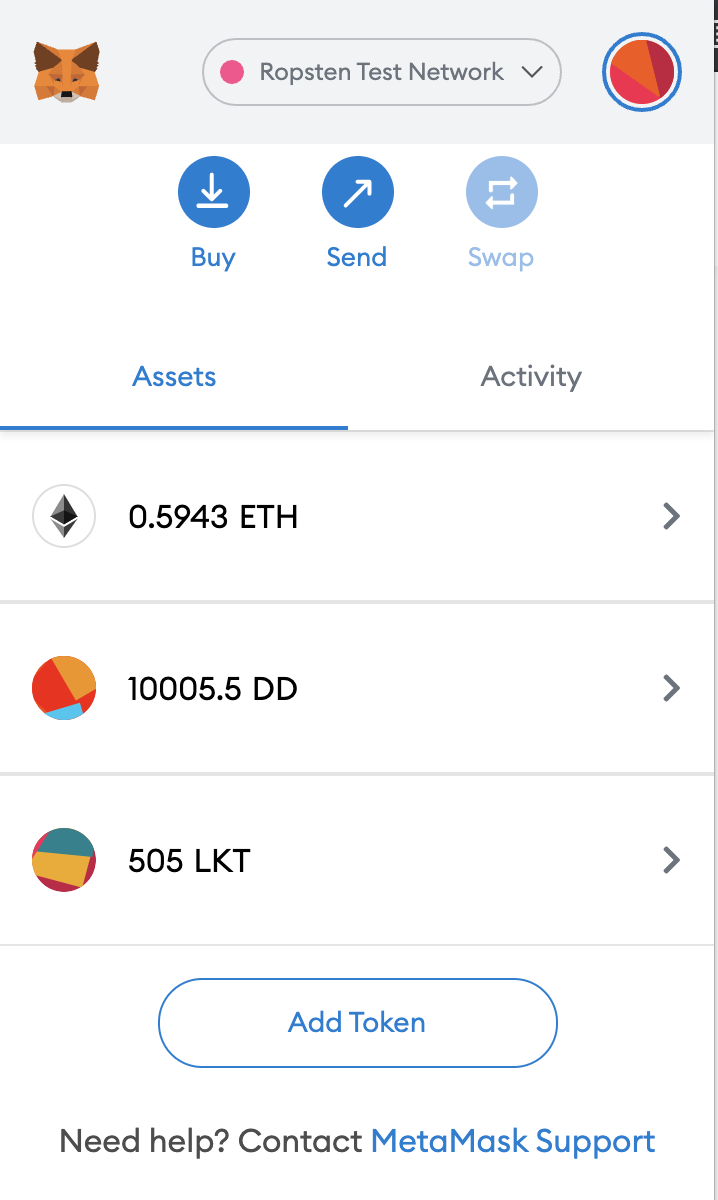 Ropsten Test Network
Buy Send Swap
Assets Activity
0.5943 ETH
10005.5 DD
505 LKT
Add Token
Need help? Contact MetaMask Support